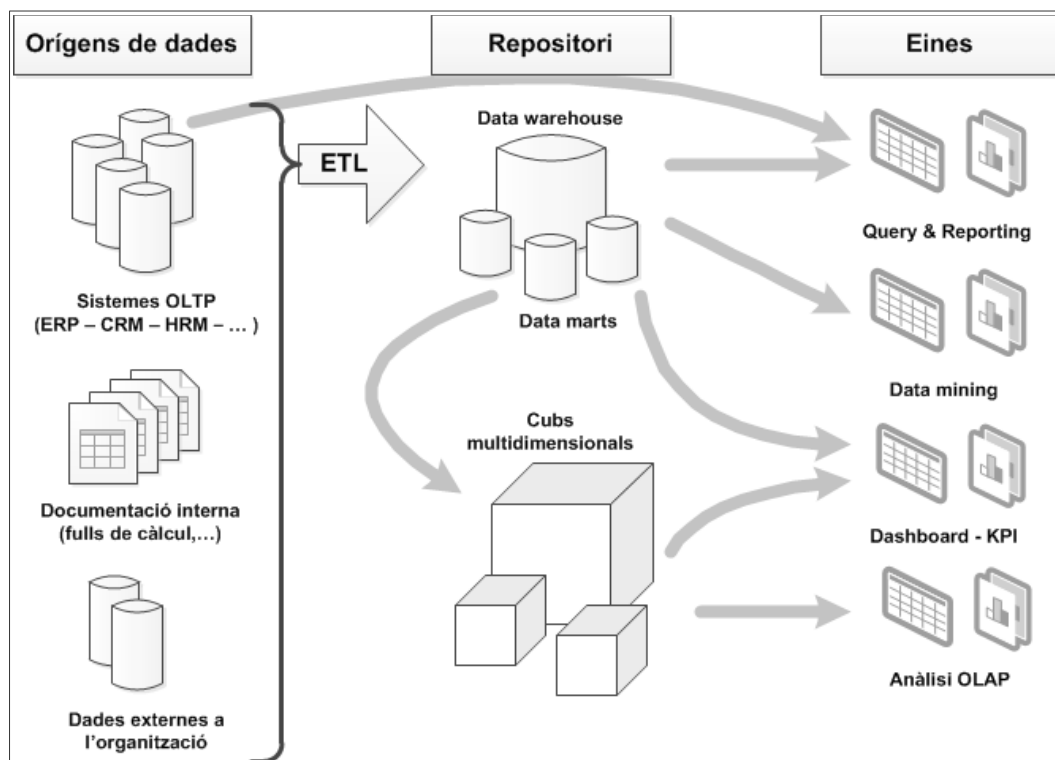 Orígens de dades
Repositori
Eines
ETL
Data warehouse
Data marts
Cubs
multidimensionals
Sistemes OLTP
(ERP – CRM – HRM – ... )
Documentació interna
(fulls de càlcul,...)
Dades externes a
l’organització
Query & Reporting
Data mining
Dashboard - KPI
Anàlisi OLAP